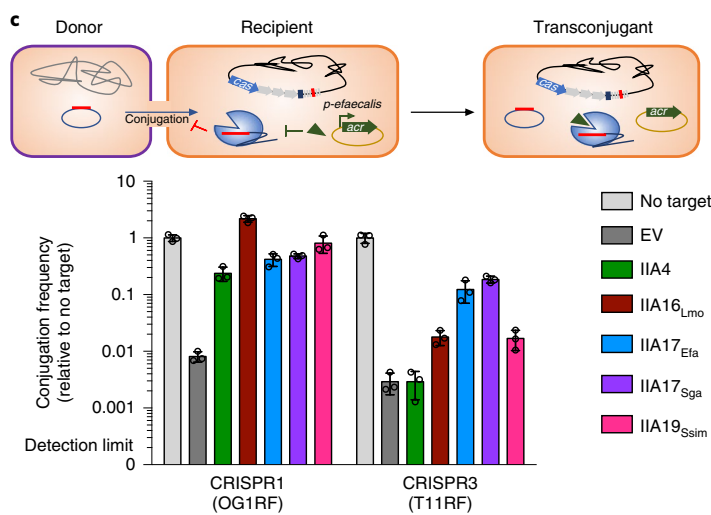 c
Donor
Recipient
Transconjugant
cas
cas
p-efaecalis
Conjugation
acr
acr
10
1
0.1
0.01
0.001
0
Conjugation frequency
(relative to no target)
Detection limit
CRISPR1
(OG1RF)
CRISPR3
(T11RF)
No target
EV
IIA4
IIA16Lmo
IIA17Efa
IIA17Sga
IIA19Ssim